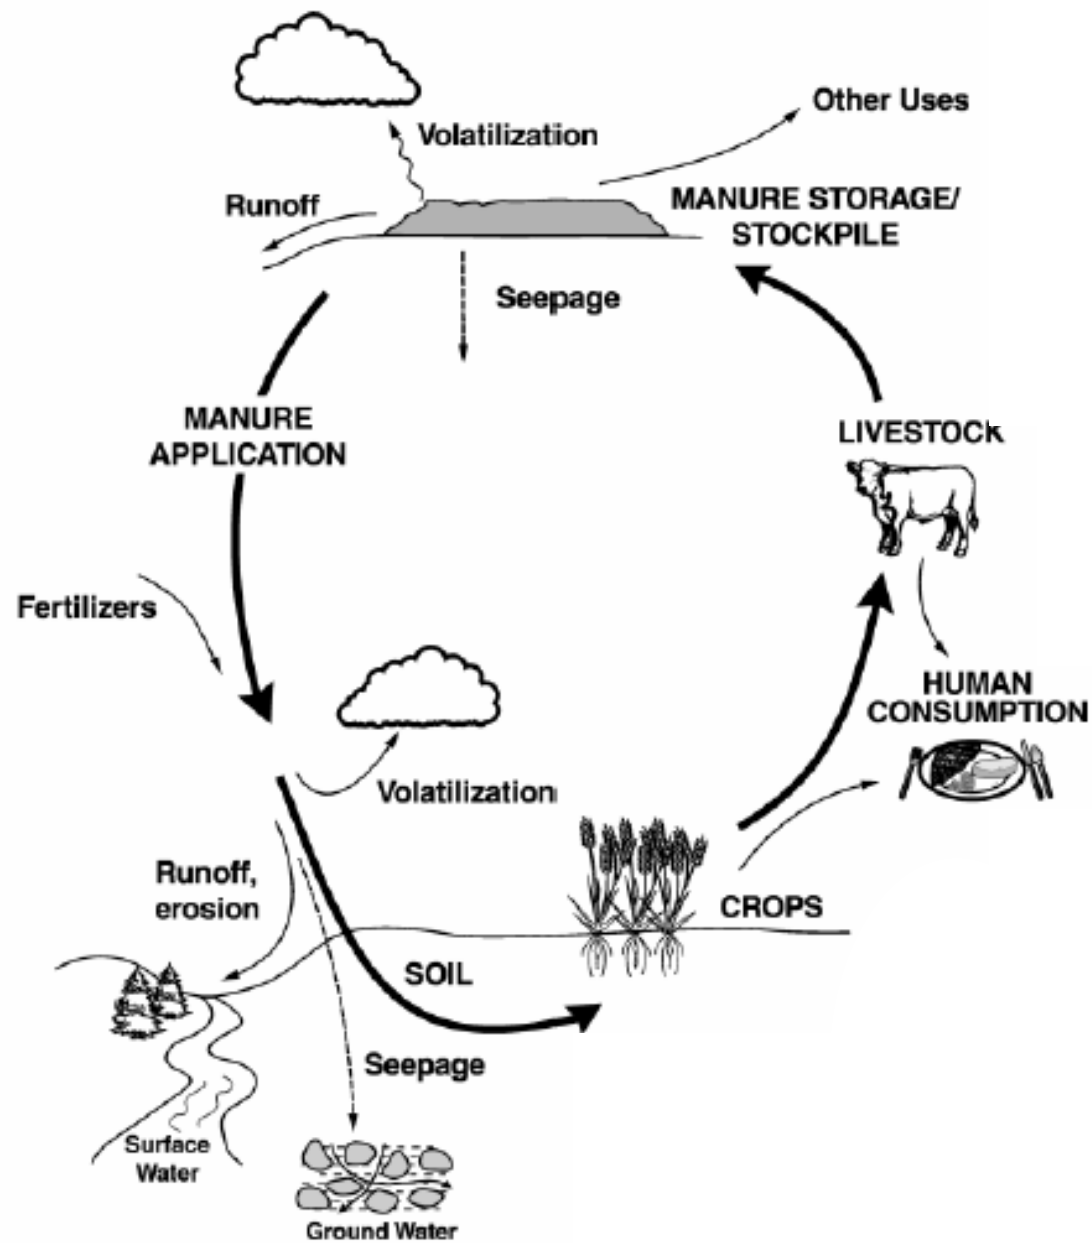 Other Uses
Volatilization
Runoff
MANURE STORAGE/
STOCKPILE
Seepage
MANURE
APPLICATION
LIVESTOCK
Fertilizers
HUMAN
CONSUMPTION
Volatilization
Runoff,
erosion
CROPS
SOIL
Seepage
Surface
Water
Ground Water